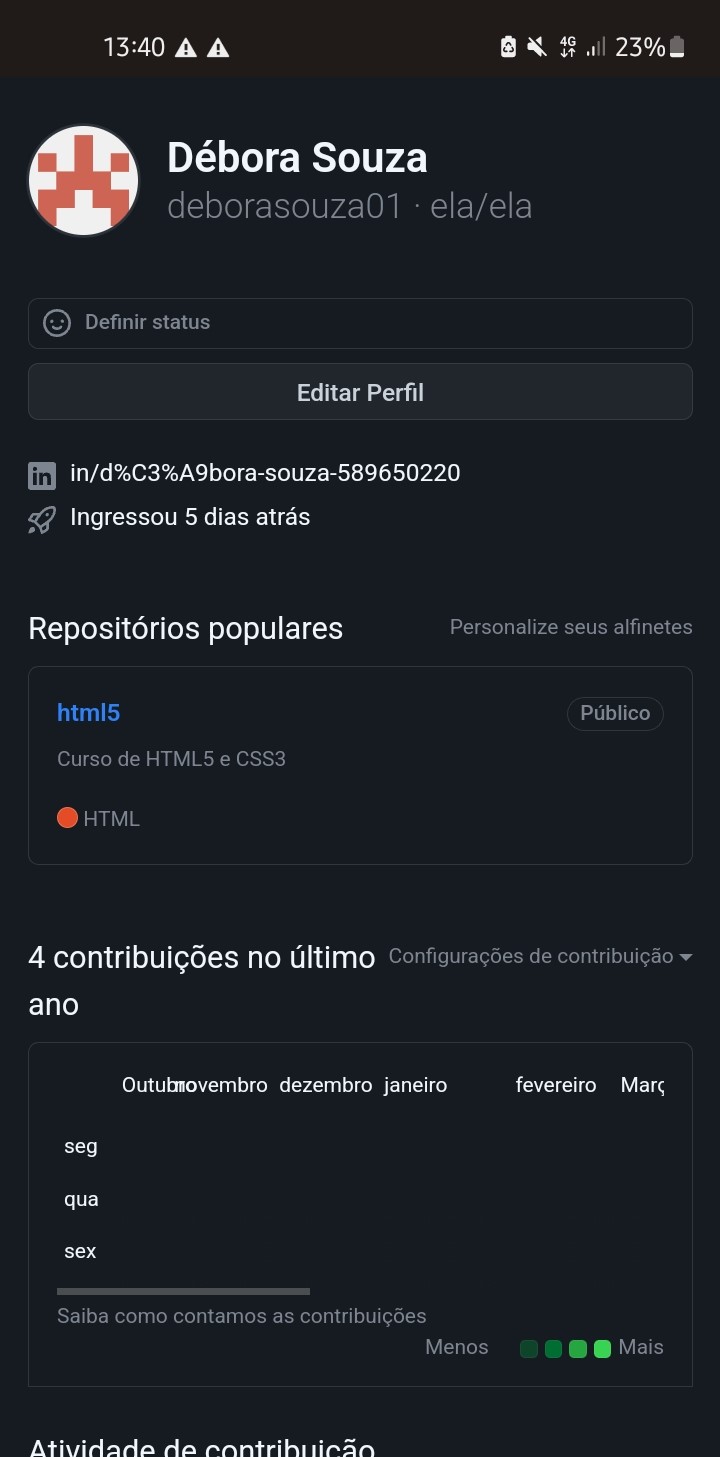 13:40
4G 23%
Débora Souza
deborasouza01 · ela/ela
Definir status
Editar Perfil
in/d%C3%A9bora-souza-589650220
Ingressou 5 dias atrás
Repositórios populares Personalize seus alfinetes
html5 Público
Curso de HTML5 e CSS3
HTML
4 contribuições no último Configurações de contribuição
ano
Outubro novembro dezembro janeiro fevereiro Març
seg
qua
sex
Saiba como contamos as contribuições
Menos Mais
Atividade de contribuição